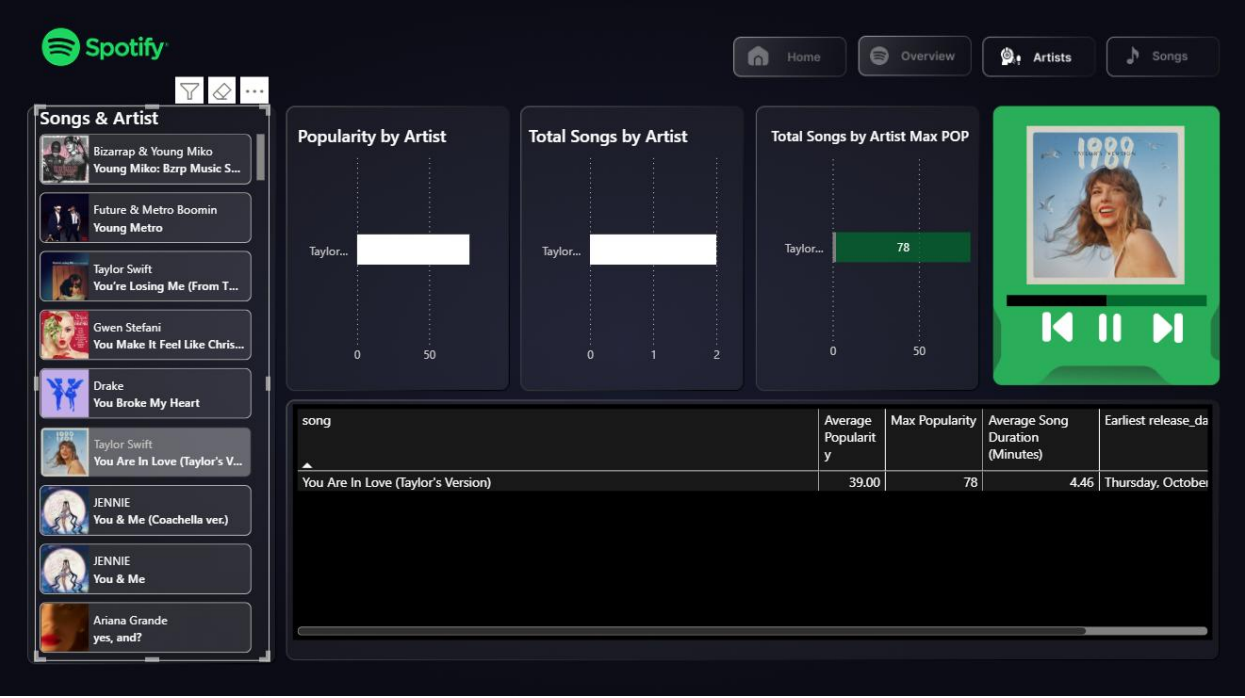 Spotify
Home
Overview
Artists
Songs
Songs & Artist
Bizarrap & Young Miko
Young Miko: Bzrp Music S...
Future & Metro Boomin
Young Metro
Taylor Swift
You're Losing Me (From T...
Gwen Stefani
You Make It Feel Like Chris...
Drake
You Broke My Heart
Taylor Swift
You Are In Love (Taylor's V...
JENNIE
You & Me (Coachella ver.)
JENNIE
You & Me
Ariana Grande
yes, and?
Popularity by Artist
Taylor...
0 50
Total Songs by Artist
Taylor...
0 1 2
Total Songs by Artist Max POP
Taylor...
78
0 50
1989
TAYLOR'S VERSION
song
Average
Popularit
y
Max Popularity
Average Song
Duration
(Minutes)
Earliest release_da
You Are In Love (Taylor's Version) 39.00 78 4.46 Thursday, October